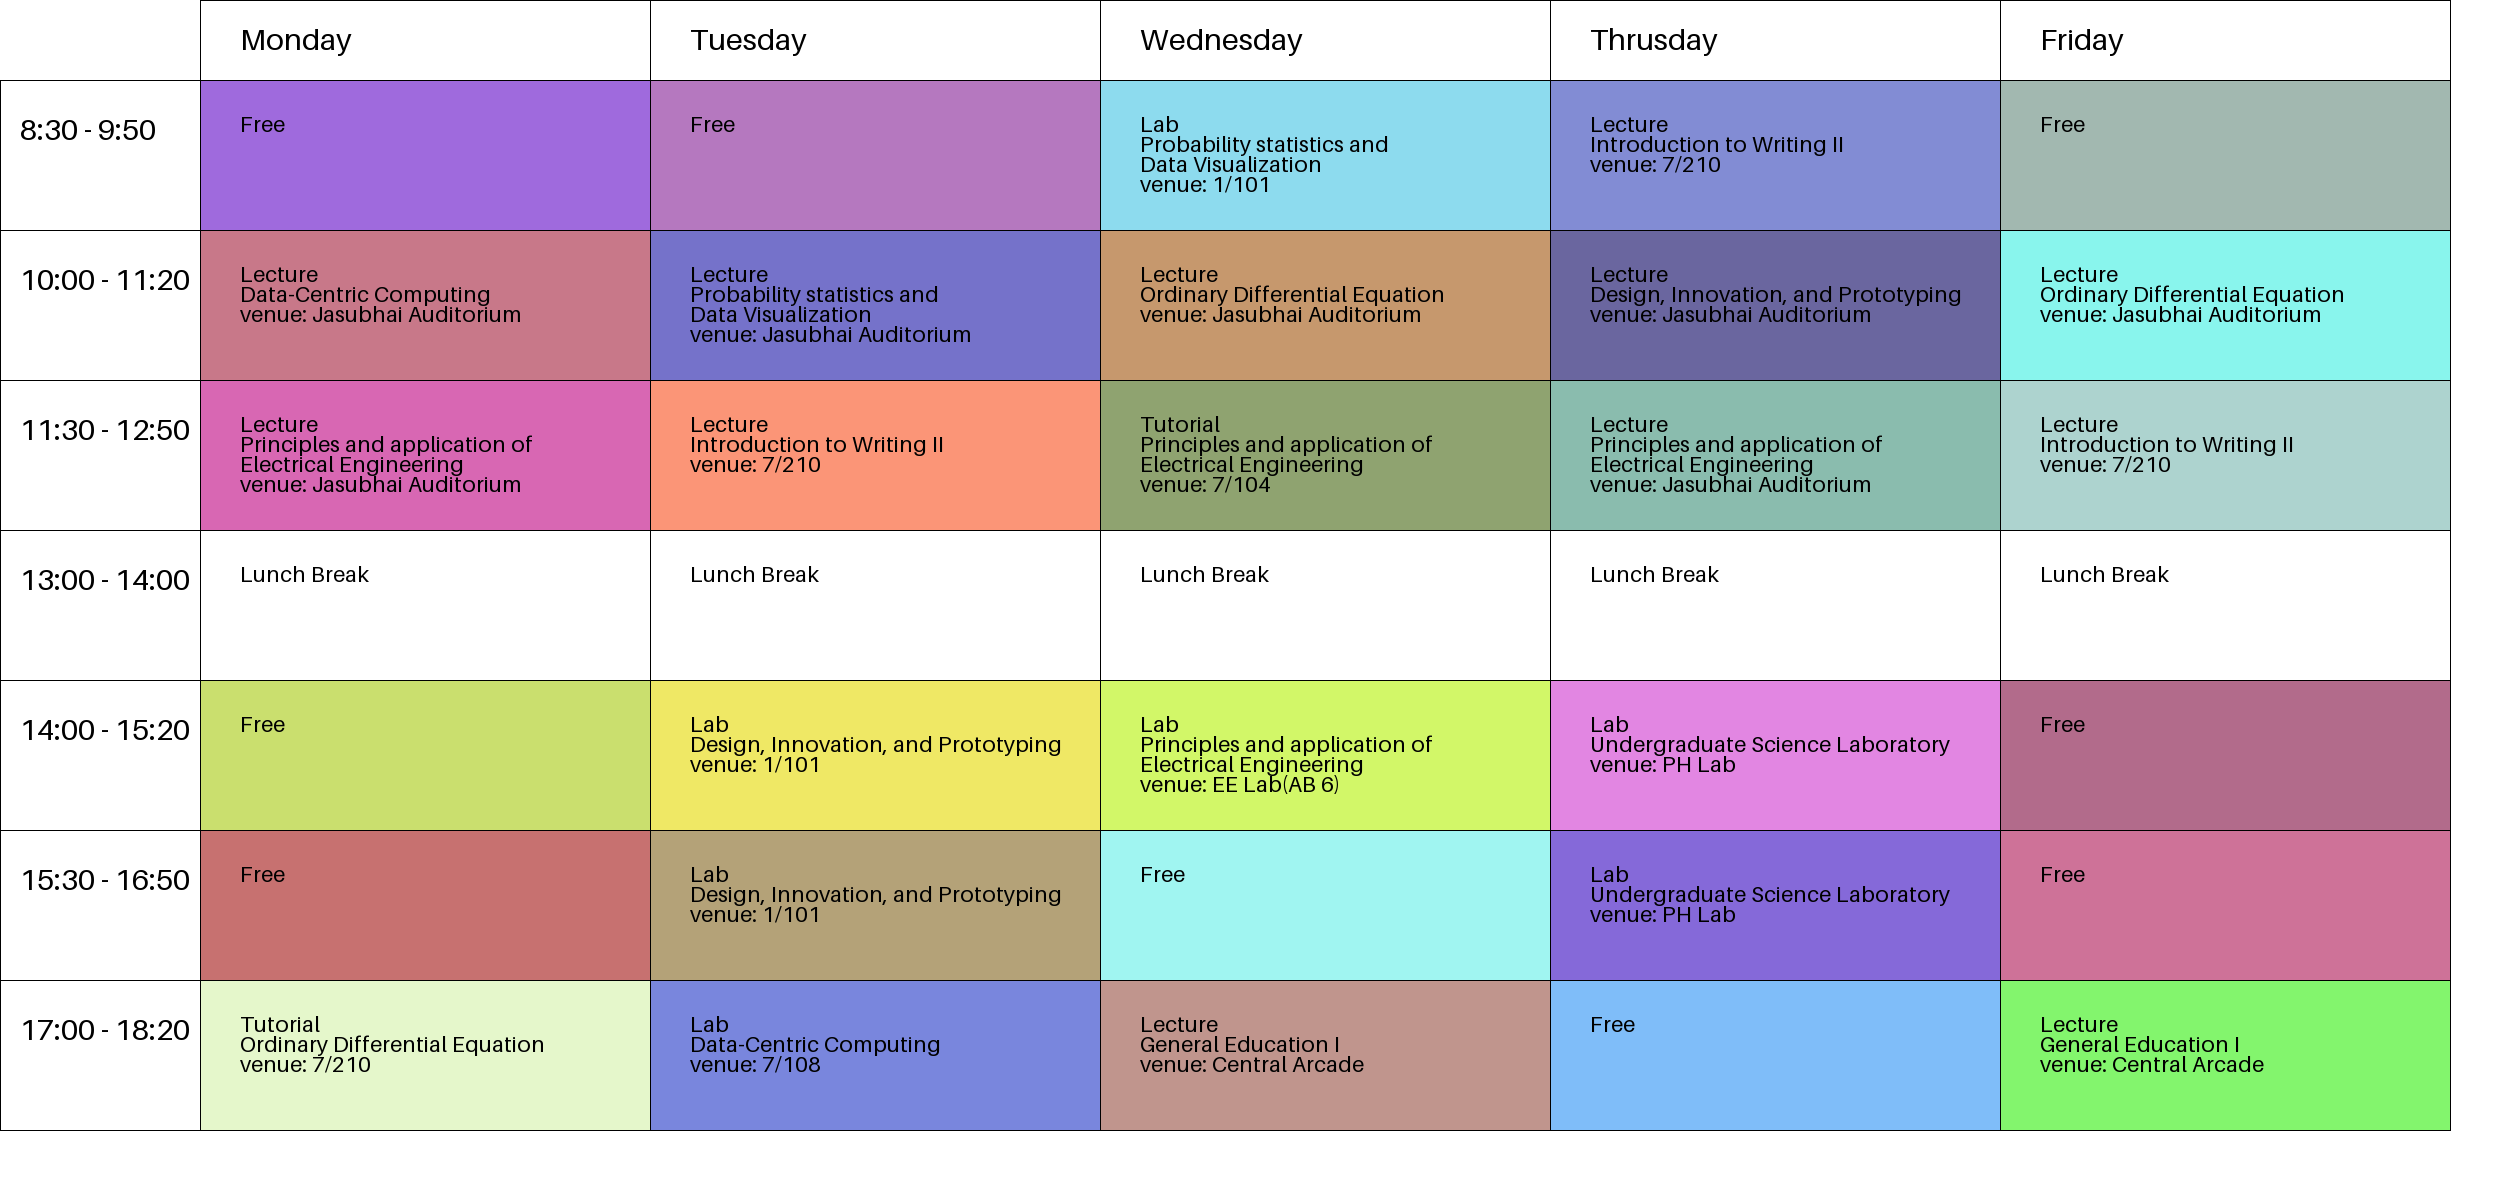 Monday
Tuesday
Wednesday
Thrusday
Friday
8:30 - 9:50
Free
Free
Lab
Probability statistics and
Data Visualization
venue: 1/101
Lecture
Introduction to Writing II
venue: 7/210
Free
10:00 - 11:20
Lecture
Data-Centric Computing
venue: Jasubhai Auditorium
Lecture
Probability statistics and
Data Visualization
venue: Jasubhai Auditorium
Lecture
Ordinary Differential Equation
venue: Jasubhai Auditorium
Lecture
Design, Innovation, and Prototyping
venue: Jasubhai Auditorium
Lecture
Ordinary Differential Equation
venue: Jasubhai Auditorium
11:30 - 12:50
Lecture
Principles and application of
Electrical Engineering
venue: Jasubhai Auditorium
Lecture
Introduction to Writing II
venue: 7/210
Tutorial
Principles and application of
Electrical Engineering
venue: 7/104
Lecture
Principles and application of
Electrical Engineering
venue: Jasubhai Auditorium
Lecture
Introduction to Writing II
venue: 7/210
13:00 - 14:00
Lunch Break
Lunch Break
Lunch Break
Lunch Break
Lunch Break
14:00 - 15:20
Free
Lab
Design, Innovation, and Prototyping
venue: 1/101
Lab
Principles and application of
Electrical Engineering
venue: EE Lab(AB 6)
Lab
Undergraduate Science Laboratory
venue: PH Lab
Free
15:30 - 16:50
Free
Lab
Design, Innovation, and Prototyping
venue: 1/101
Free
Lab
Undergraduate Science Laboratory
venue: PH Lab
Free
17:00 - 18:20
Tutorial
Ordinary Differential Equation
venue: 7/210
Lab
Data-Centric Computing
venue: 7/108
Lecture
General Education I
venue: Central Arcade
Free
Lecture
General Education I
venue: Central Arcade